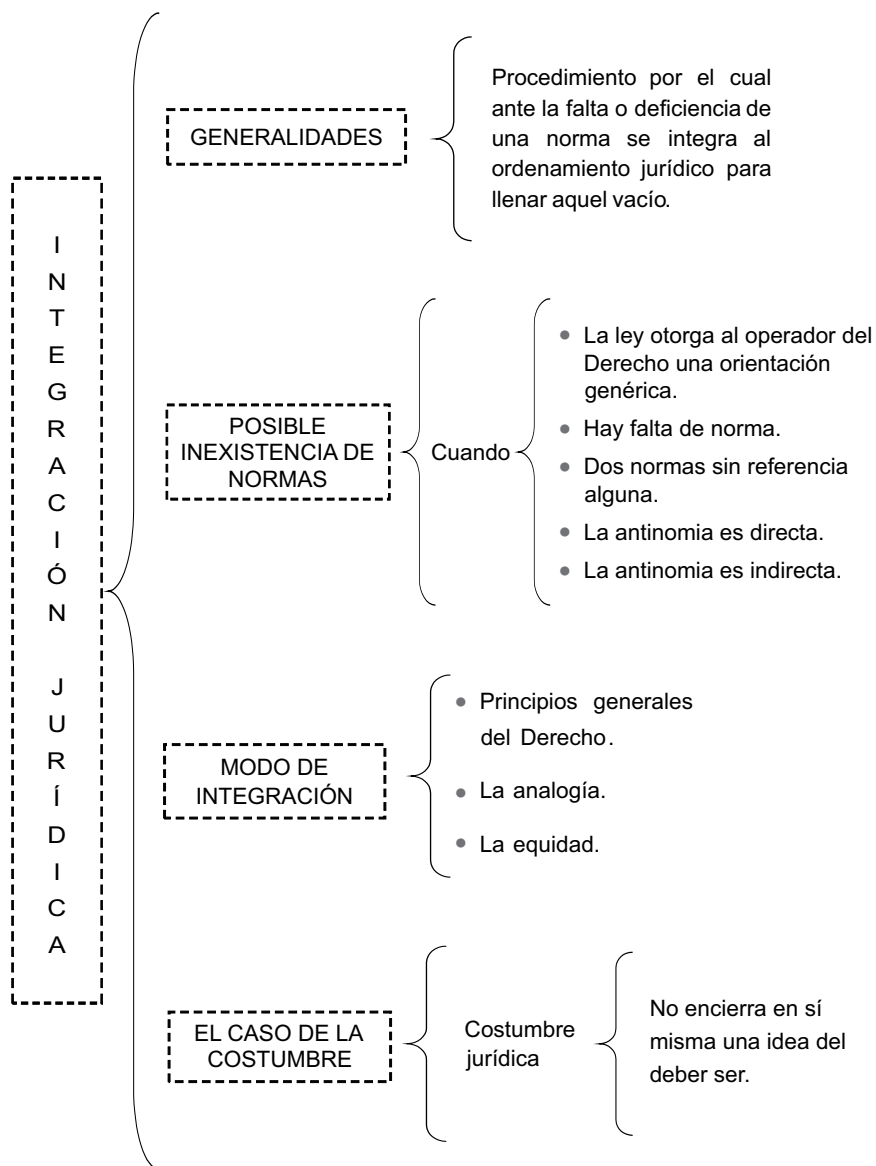 INTEGRACIÓN JURÍDICA
GENERALIDADES
Procedimiento por el cual
ante la falta o deficiencia de
una norma se integra al
ordenamiento jurídico para
llenar aquel vacío.
POSIBLE
INEXISTENCIA DE
NORMAS
Cuando
• La ley otorga al operador del
Derecho una orientación
genérica.
• Hay falta de norma.
• Dos normas sin referencia
alguna.
• La antinomia es directa.
• La antinomia es indirecta.
MODO DE
INTEGRACIÓN
• Principios generales
del Derecho.
• La analogía.
• La equidad.
EL CASO DE LA
COSTUMBRE
Costumbre
jurídica
No encierra en sí
misma una idea del
deber ser.